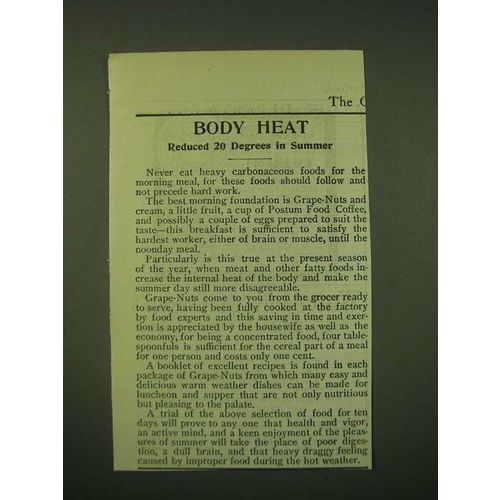 The
BODY HEAT
Reduced 20 Degrees in Summer
Never eat heavy carbonaceous foods for the
morning meal, for these foods should follow and
not precede hard work.
The best morning foundation is Grape-Nuts and
cream, a little fruit, a cup of Postum Food Coffee,
and possibly a couple of eggs prepared to suit the
taste—this breakfast is sufficient to satisfy the
hardest worker, either of brain or muscle, until the
noonday meal.
Particularly is this true at the present season
of the year, when meat and other fatty foods in-
crease the internal heat of the body and make the
summer day still more disagreeable.
Grape-Nuts come to you from the grocer ready
to serve, having been fully cooked at the factory
by food experts and this saving in time and exer-
tion is appreciated by the housewife as well as the
economy, for being a concentrated food, four table-
spoonfuls is sufficient for the cereal part of a meal
for one person and costs only one cent.
A booklet of excellent recipes is found in each
package of Grape-Nuts from which many easy and
delicious warm weather dishes can be made for
luncheon and supper that are not only nutritious
but pleasing to the palate.
A trial of the above selection of food for ten
days will prove to any one that health and vigor,
an active mind, and a keen enjoyment of the pleas-
ures of summer will take the place of poor diges-
tion, a dull brain, and that heavy draggy feeling
caused by improper food during the hot weather.